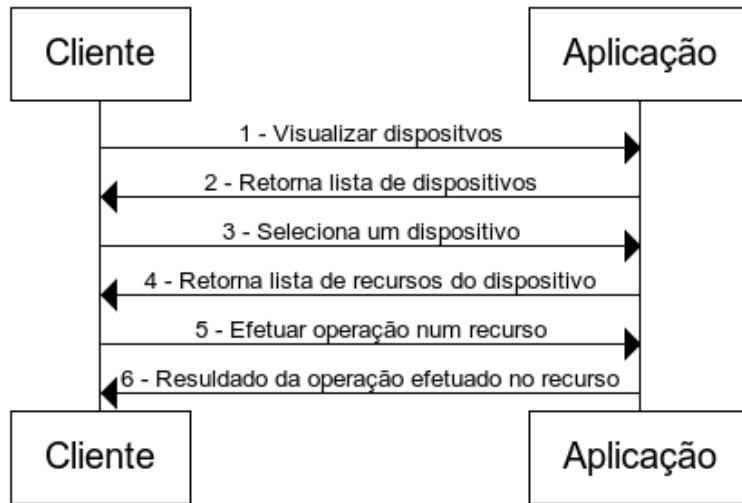 Cliente
Aplicação
1 - Visualizar dispositvos
2 - Retorna lista de dispositivos
3 - Seleciona um dispositivo
4 - Retorna lista de recursos do dispositivo
5 - Efetuar operação num recurso
6 - Resuldado da operação efetuado no recurso
Cliente
Aplicação